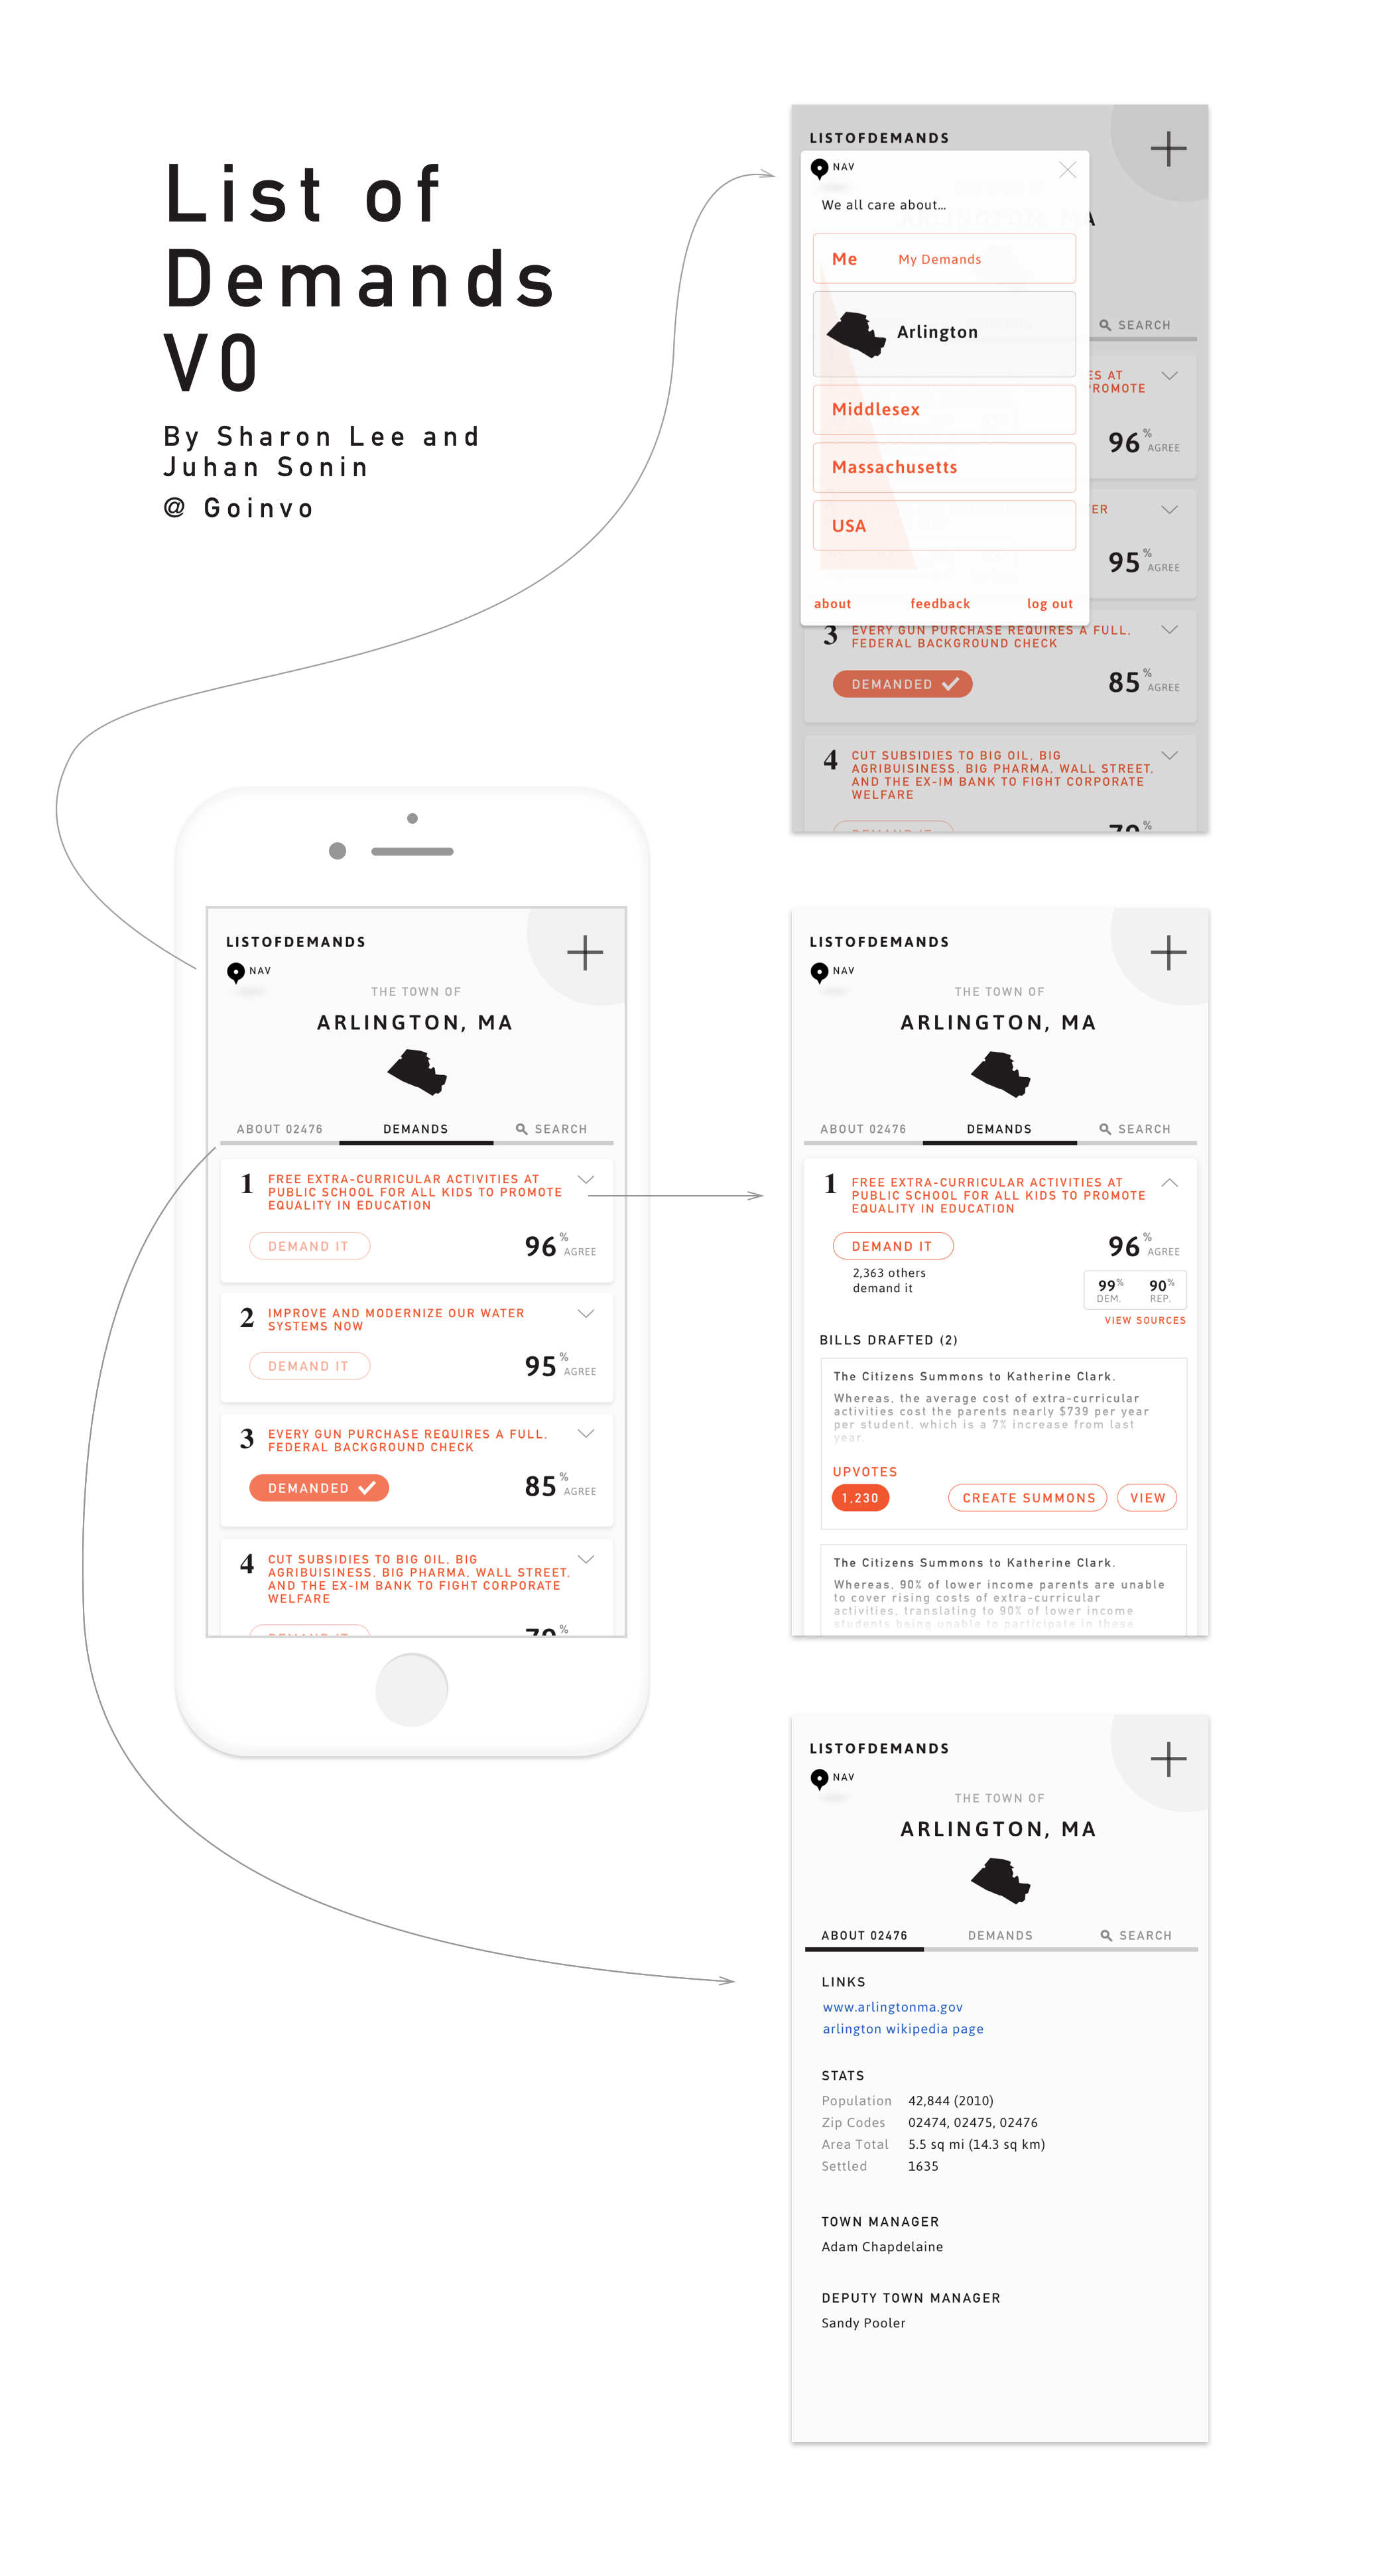 List of
Demands
V0
By Sharon Lee and
Juhan Sonin
@ Goinvo
LISTOFDEMANDS
NAV
We all care about...
Me My Demands
Arlington
Middlesex
Massachusetts
USA
about feedback log out
SEARCH
ES AT
ROMOTE
96% AGREE
ER
95% AGREE
3 EVERY GUN PURCHASE REQUIRES A FULL,
FEDERAL BACKGROUND CHECK
DEMANDED
85% AGREE
4 CUT SUBSIDIES TO BIG OIL, BIG
AGRIBUISINESS, BIG PHARMA, WALL STREET,
AND THE EX-IM BANK TO FIGHT CORPORATE
WELFARE
DEMAND IT
%
LISTOFDEMANDS
NAV
THE TOWN OF
ARLINGTON, MA
ABOUT 02476 DEMANDS SEARCH
1 FREE EXTRA-CURRICULAR ACTIVITIES AT
PUBLIC SCHOOL FOR ALL KIDS TO PROMOTE
EQUALITY IN EDUCATION
DEMAND IT
96% AGREE
2 IMPROVE AND MODERNIZE OUR WATER
SYSTEMS NOW
DEMAND IT
95% AGREE
3 EVERY GUN PURCHASE REQUIRES A FULL,
FEDERAL BACKGROUND CHECK
DEMANDED
85% AGREE
4 CUT SUBSIDIES TO BIG OIL, BIG
AGRIBUISINESS, BIG PHARMA, WALL STREET,
AND THE EX-IM BANK TO FIGHT CORPORATE
WELFARE
DEMAND IT
%
LISTOFDEMANDS
NAV
THE TOWN OF
ARLINGTON, MA
ABOUT 02476 DEMANDS SEARCH
1 FREE EXTRA-CURRICULAR ACTIVITIES AT
PUBLIC SCHOOL FOR ALL KIDS TO PROMOTE
EQUALITY IN EDUCATION
DEMAND IT
96% AGREE
2,363 others
demand it
99% 90%
DEM. REP.
VIEW SOURCES
BILLS DRAFTED (2)
The Citizens Summons to Katherine Clark.
Whereas, the average cost of extra-curricular
activities cost the parents nearly $739 per year
per student, which is a 7% increase from last
year.
UPVOTES
1,230 CREATE SUMMONS VIEW
The Citizens Summons to Katherine Clark.
Whereas, 90% of lower income parents are unable
to cover rising costs of extra-curricular
activities, translating to 90% of lower income
students being unable to participate in these
LISTOFDEMANDS
NAV
THE TOWN OF
ARLINGTON, MA
ABOUT 02476 DEMANDS SEARCH
LINKS
www.arlingtonma.gov
arlington wikipedia page
STATS
Population 42,844 (2010)
Zip Codes 02474, 02475, 02476
Area Total 5.5 sq mi (14.3 sq km)
Settled 1635
TOWN MANAGER
Adam Chapdelaine
DEPUTY TOWN MANAGER
Sandy Pooler